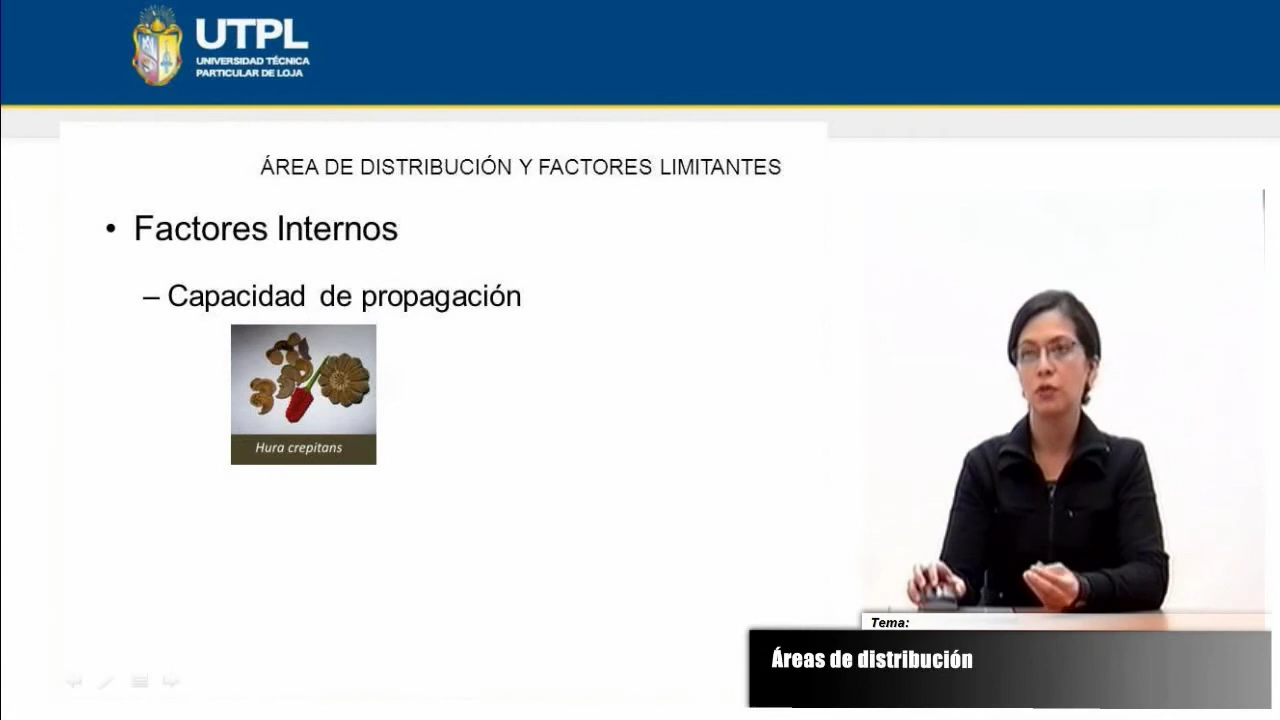 UTPL
UNIVERSIDAD TÉCNICA
PARTICULAR DE LOJA
ÁREA DE DISTRIBUCIÓN Y FACTORES LIMITANTES
• Factores Internos
– Capacidad de propagación
Hura crepitans
Tema:
Áreas de distribución